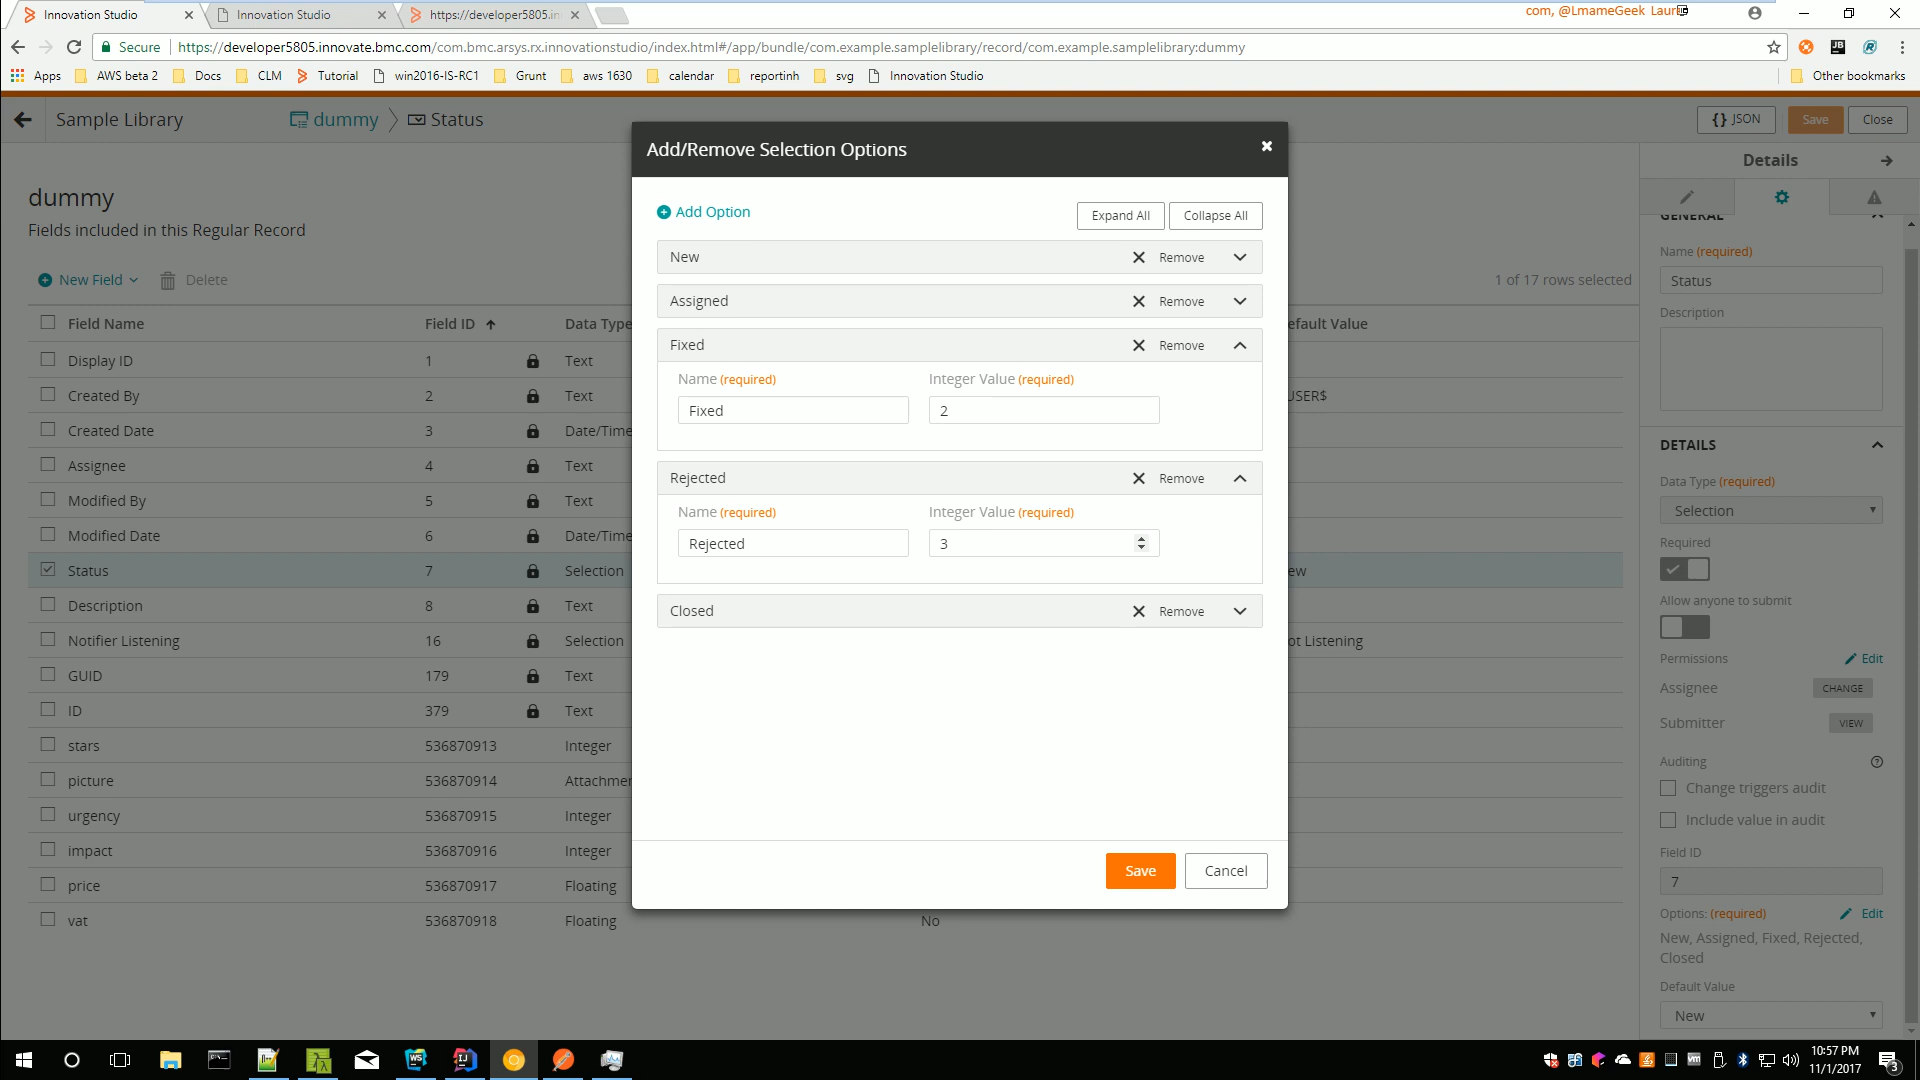 Innovation Studio
Innovation Studio
https://developer5805.in
com, @LmameGeek Laur
Secure
https://developer5805.innovate.bmc.com/com.bmc.arsys.rx.innovationstudio/index.html#/app/bundle/com.example.samplelibrary/record/com.example.samplelibrary:dummy
Apps AWS beta 2 Docs CLM Tutorial win2016-IS-RC1 Grunt aws 1630 calendar reportinh svg Innovation Studio Other bookmarks
Sample Library dummy Status {} JSON Save Close
dummy
Fields included in this Regular Record
New Field Delete 1 of 17 rows selected
Field Name Field ID Data Type efault Value
Display ID 1 Text
Created By 2 Text USER$
Created Date 3 Date/Time
Assignee 4 Text
Modified By 5 Text
Modified Date 6 Date/Time
Status 7 Selection ew
Description 8 Text
Notifier Listening 16 Selection ot Listening
GUID 179 Text
ID 379 Text
stars 536870913 Integer
picture 536870914 Attachmen
urgency 536870915 Integer
impact 536870916 Integer
price 536870917 Floating
vat 536870918 Floating No
Add/Remove Selection Options
Add Option Expand All Collapse All
New Remove
Assigned Remove
Fixed Remove
Name (required) Integer Value (required)
Fixed 2
Rejected Remove
Name (required) Integer Value (required)
Rejected 3
Closed Remove
Save Cancel
Details
GENERAL
Name (required)
Status
Description
DETAILS
Data Type (required)
Selection
Required
Allow anyone to submit
Permissions Edit
Assignee CHANGE
Submitter VIEW
Auditing
Change triggers audit
Include value in audit
Field ID
7
Options: (required) Edit
New, Assigned, Fixed, Rejected,
Closed
Default Value
New
10:57 PM
11/1/2017
3